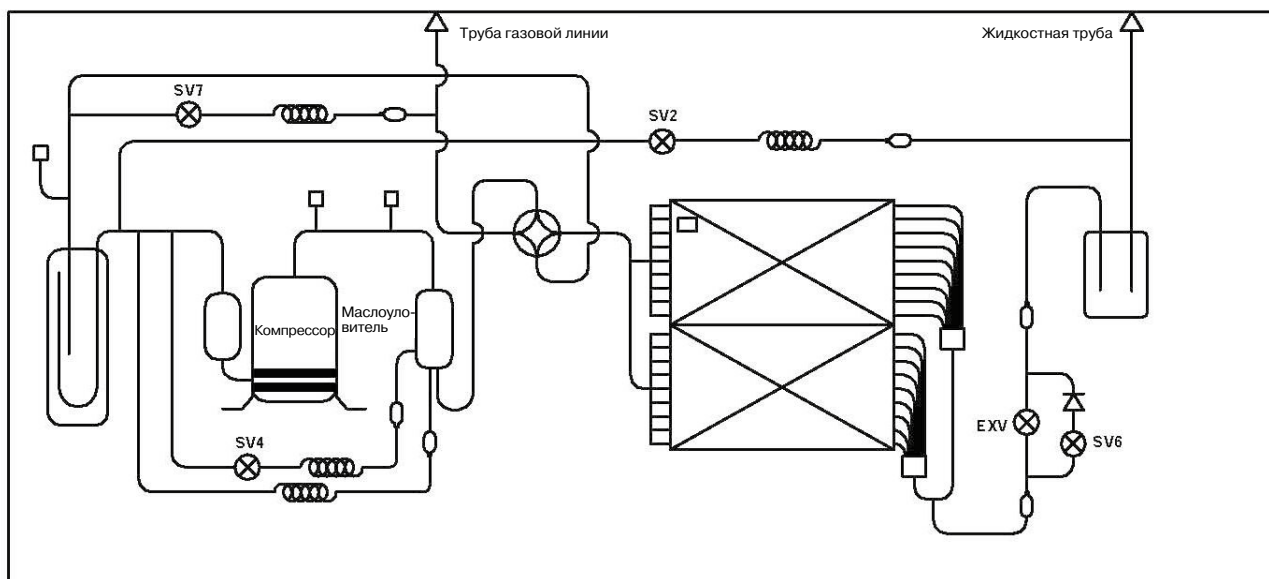 Труба газовой линии
Жидкостная труба
SV7
SV2
Маслоуло-
витель
Компрессор
EXV
SV6
SV4